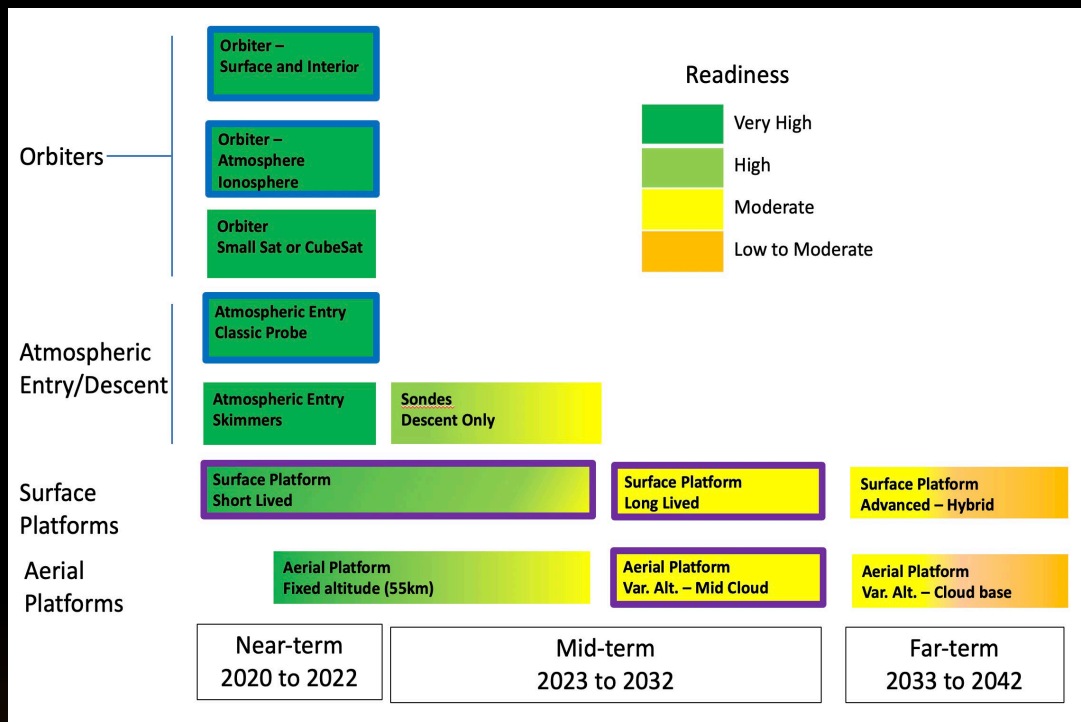 Orbiter –
Surface and Interior
Orbiters
Orbiter –
Atmosphere
Ionosphere
Orbiter
Small Sat or CubeSat
Readiness
Very High
High
Moderate
Low to Moderate
Atmospheric
Entry/Descent
Atmospheric Entry
Classic Probe
Atmospheric Entry
Skimmers
Sondes
Descent Only
Surface
Platforms
Surface Platform
Short Lived
Surface Platform
Long Lived
Surface Platform
Advanced – Hybrid
Aerial
Platforms
Aerial Platform
Fixed altitude (55km)
Aerial Platform
Var. Alt. – Mid Cloud
Aerial Platform
Var. Alt. – Cloud base
Near-term
2020 to 2022
Mid-term
2023 to 2032
Far-term
2033 to 2042